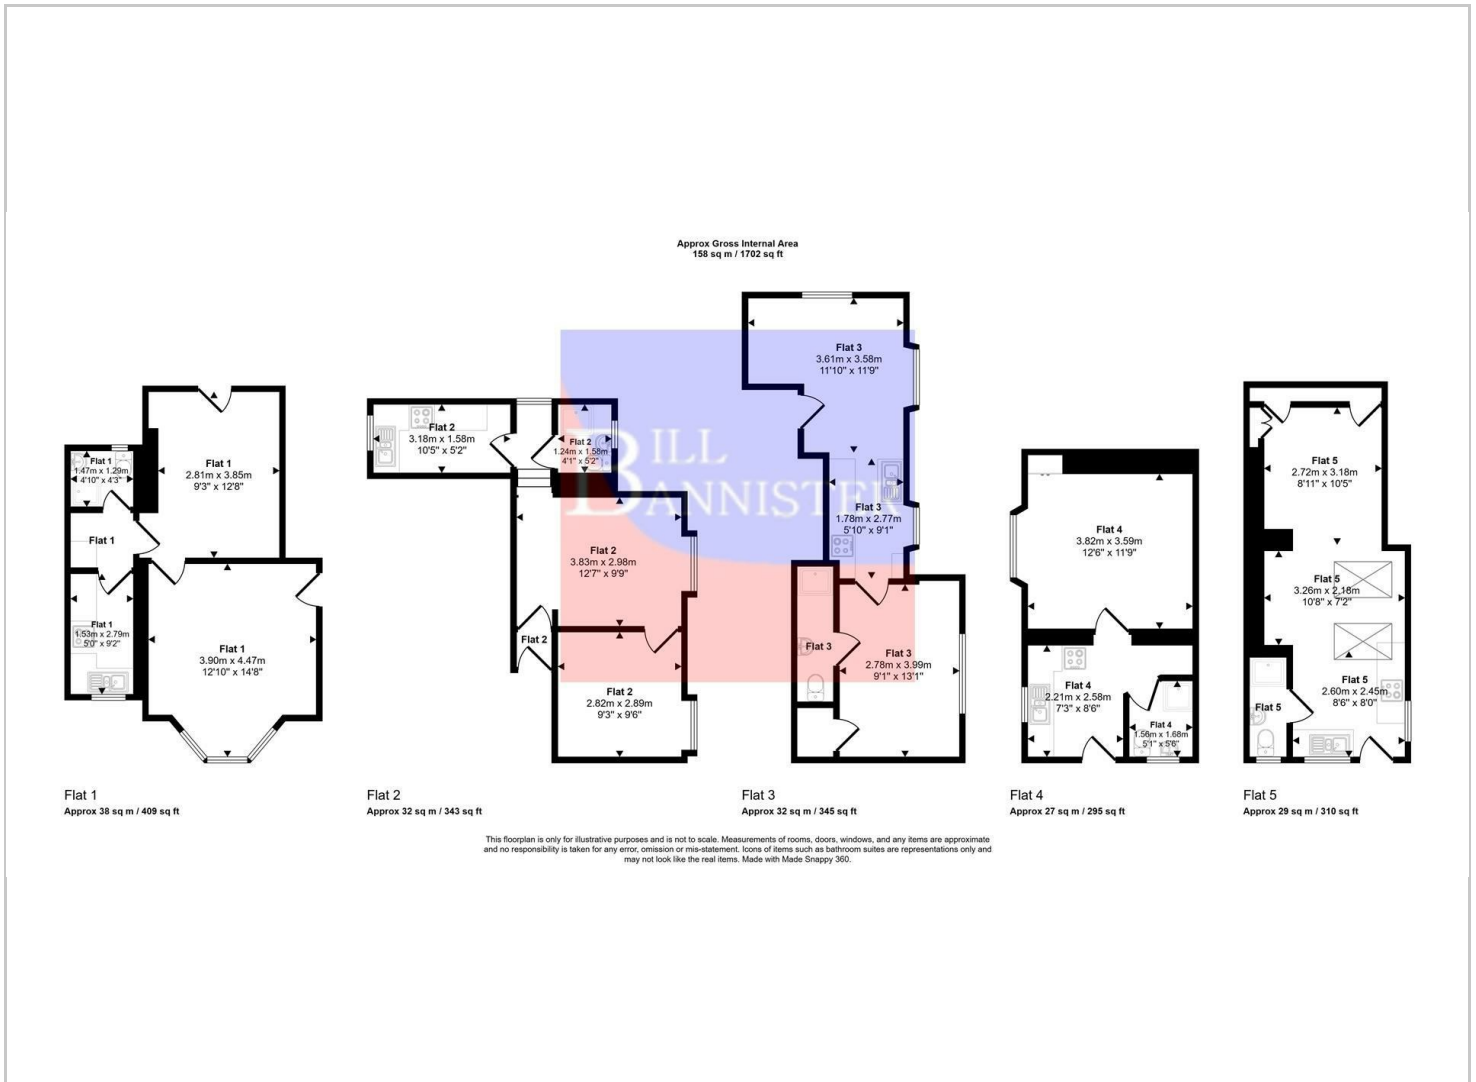 Approx Gross Internal Area
158 sq m / 1702 sq ft
Flat 1
1.47m x 1.29m
4'10" x 4'3"
Flat 1
2.81m x 3.85m
9'3" x 12'8"
Flat 1
Flat 1
1.53m x 2.79m
5'0" x 9'2"
Flat 1
3.90m x 4.47m
12'10" x 14'8"
Flat 1
Approx 38 sq m / 409 sq ft
Flat 2
3.18m x 1.58m
10'5" x 5'2"
Flat 2
1.24m x 1.58m
4'1" x 5'2"
Flat 2
3.83m x 2.98m
12'7" x 9'9"
Flat 2
Flat 2
2.82m x 2.89m
9'3" x 9'6"
Flat 2
Approx 32 sq m / 343 sq ft
BILL
BANNISTER
Flat 3
3.61m x 3.58m
11'10" x 11'9"
Flat 3
1.78m x 2.77m
5'10" x 9'1"
Flat 3
Flat 3
2.78m x 3.99m
9'1" x 13'1"
Flat 3
Approx 32 sq m / 345 sq ft
Flat 4
3.82m x 3.59m
12'6" x 11'9"
Flat 4
2.21m x 2.58m
7'3" x 8'6"
Flat 4
1.56m x 1.68m
5'1" x 5'6"
Flat 4
Approx 27 sq m / 295 sq ft
Flat 5
2.72m x 3.18m
8'11" x 10'5"
Flat 5
3.26m x 2.18m
10'8" x 7'2"
Flat 5
2.60m x 2.45m
8'6" x 8'0"
Flat 5
Flat 5
Approx 29 sq m / 310 sq ft
This floorplan is only for illustrative purposes and is not to scale. Measurements of rooms, doors, windows, and any items are approximate
and no responsibility is taken for any error, omission or mis-statement. Icons of items such as bathroom suites are representations only and
may not look like the real items. Made with Made Snappy 360.